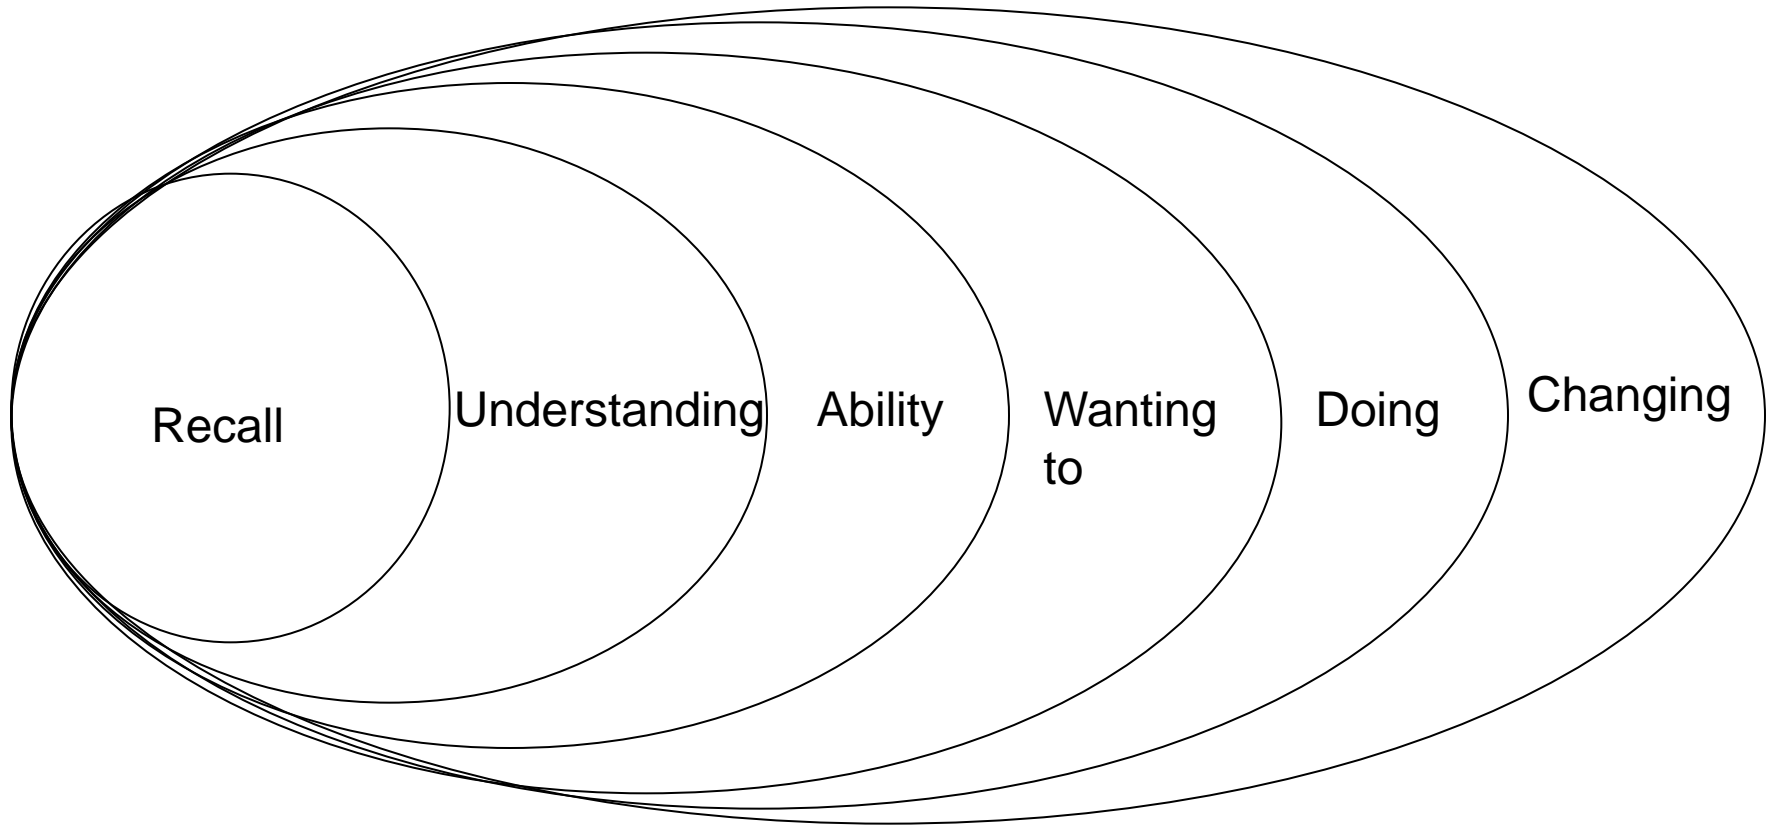 Recall
Understanding
Ability
Wanting
to
Doing
Changing